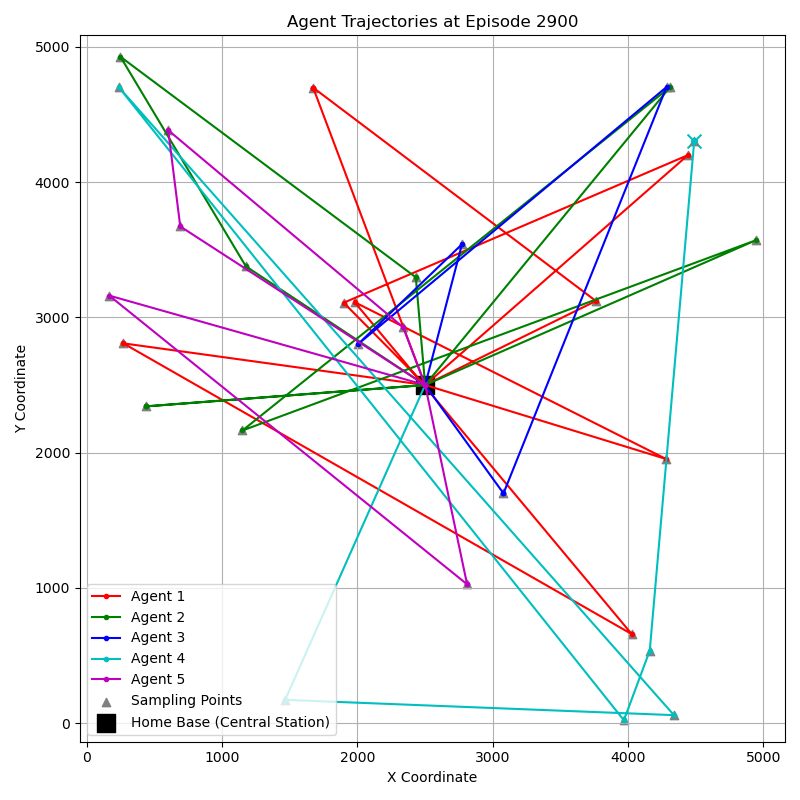 Agent Trajectories at Episode 2900
Y Coordinate
5000
4000
3000
2000
1000
0
Agent 1
Agent 2
Agent 3
Agent 4
Agent 5
Sampling Points
Home Base (Central Station)
0 1000 2000 3000 4000 5000
X Coordinate